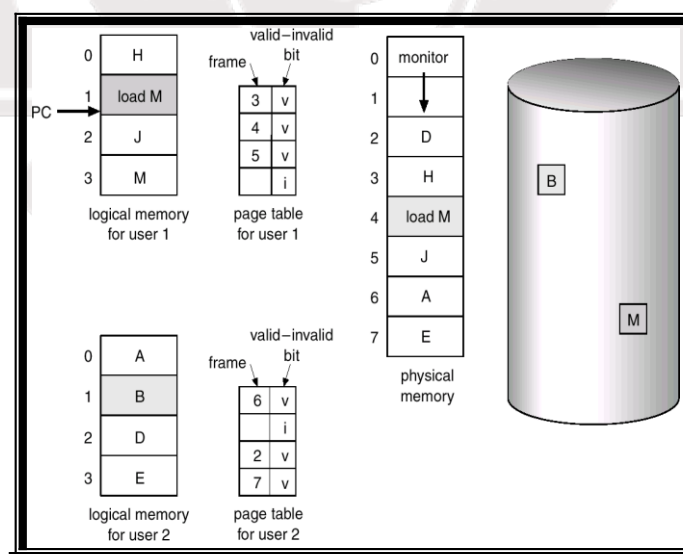 valid–invalid
frame bit
0 H
1 load M
PC
2 J
3 M
3 v
4 v
5 v
i
logical memory
for user 1
page table
for user 1
0 monitor
1
2 D
3 H
4 load M
5 J
6 A
7 E
physical
memory
B
M
valid–invalid
frame bit
0 A
1 B
2 D
3 E
6 v
i
2 v
7 v
logical memory
for user 2
page table
for user 2